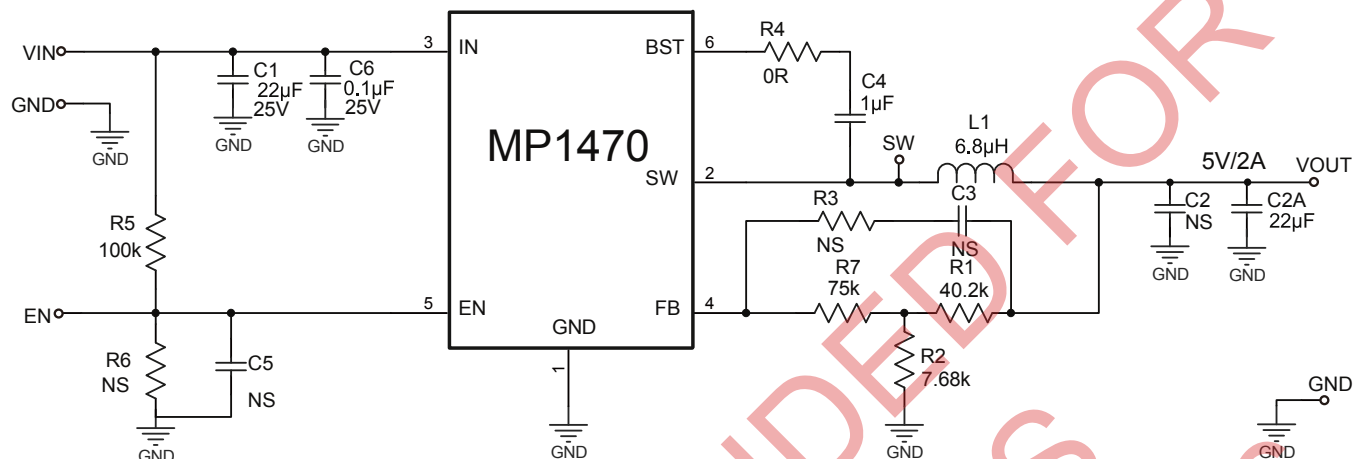 VIN
3
IN
BST
6
R4
0R
C1
22µF
25V
C6
0.1µF
25V
C4
1µF
GND
GND
GND
GND
MP1470
SW
2
SW
L1
6.8µH
5V/2A
VOUT
R5
100k
R3
NS
C3
NS
C2
NS
C2A
22µF
GND
GND
R7
75k
R1
40.2k
EN
5
EN
FB
4
GND
1
R6
NS
C5
NS
R2
7.68k
GND
GND
GND
GND
GND
NDED FOR
S